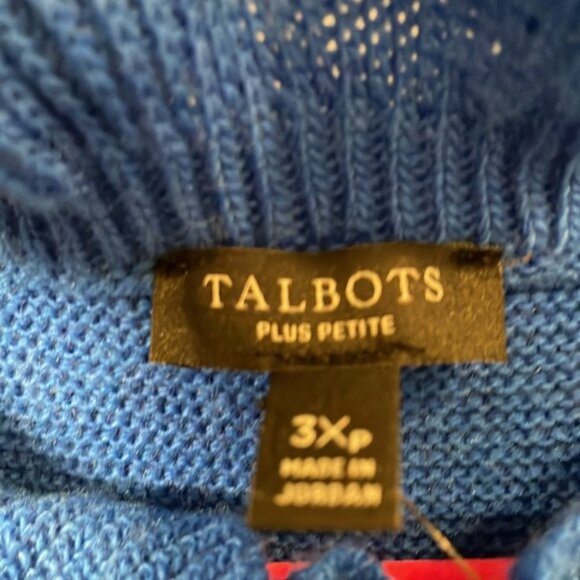 TALBOTS
PLUS PETITE
3Xp
MADE IN
JORDAN